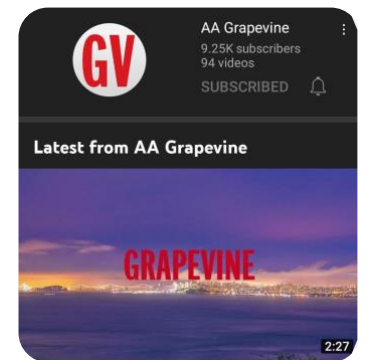 GV
AA Grapevine
9.25K subscribers
94 videos
SUBSCRIBED
Latest from AA Grapevine
GRAPEVINE
2:27